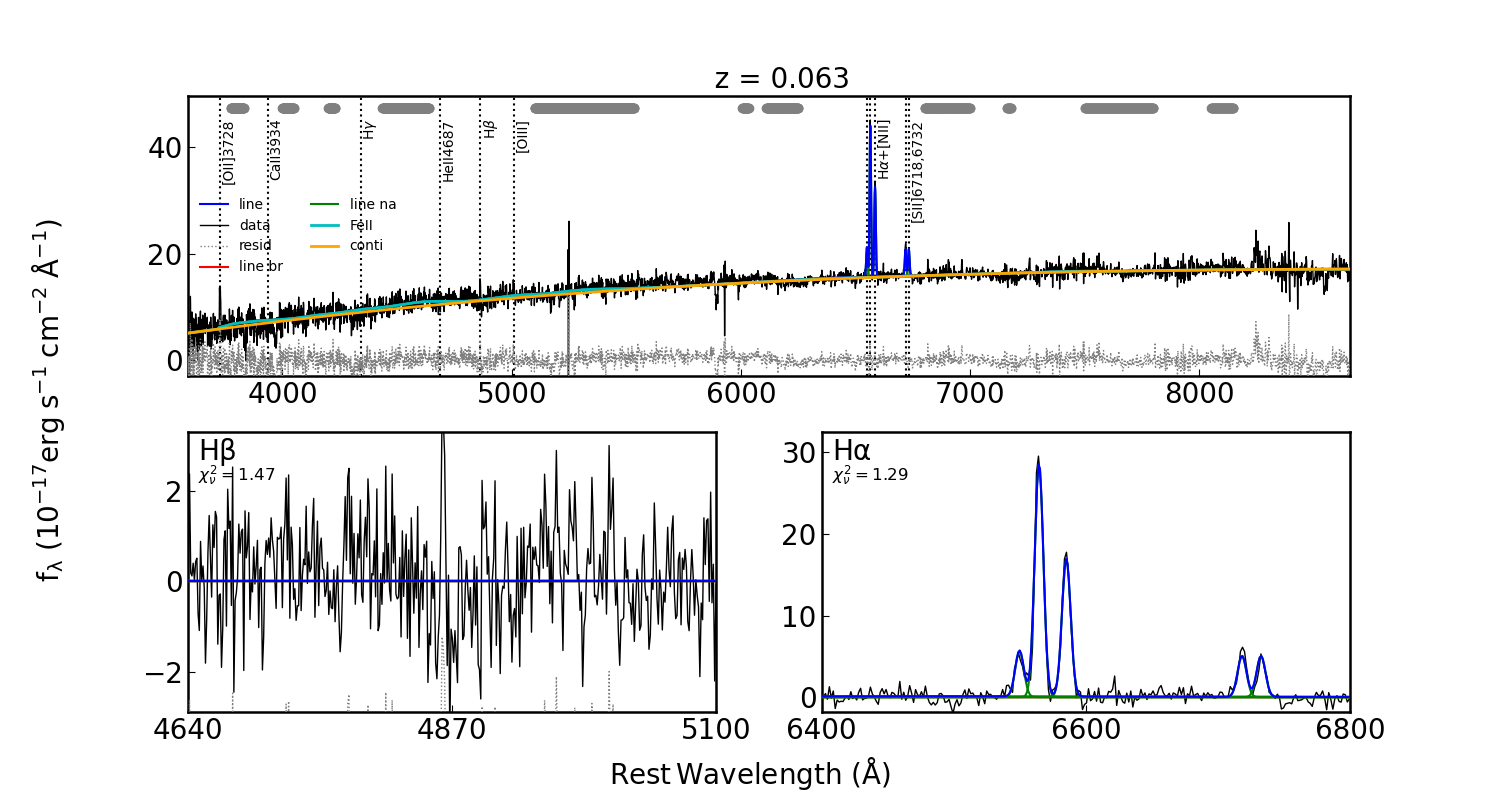 z = 0.063
40
20
0
[OII]3728
CaII3934
Hγ
HeII4687
Hβ
[OIII]
Hα+[NII]
[SII]6718,6732
line
data
resid
line br
line na
FeII
conti
4000 5000 6000 7000 8000
f_λ (10⁻¹⁷erg s⁻¹ cm⁻² Å⁻¹)
Hβ
χ²_ν = 1.47
2
0
−2
4640 4870 5100
Hα
χ²_ν = 1.29
30
20
10
0
6400 6600 6800
Rest Wavelength (Å)